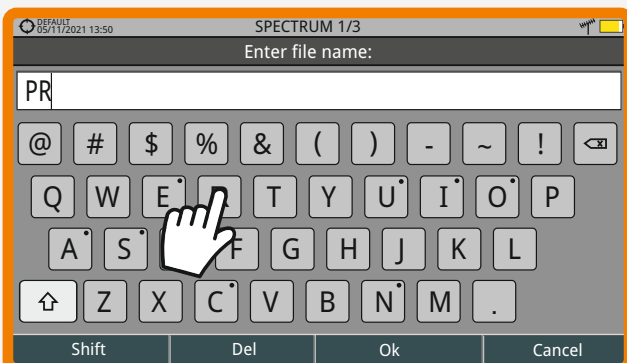 DEFAULT
05/11/2021 13:50
SPECTRUM 1/3
Enter file name:
PR
@ # $ % & ( ) - ~ !
Q W E T Y U I O P
A S F G H J K L
Z X C V B N M .
Shift Del Ok Cancel